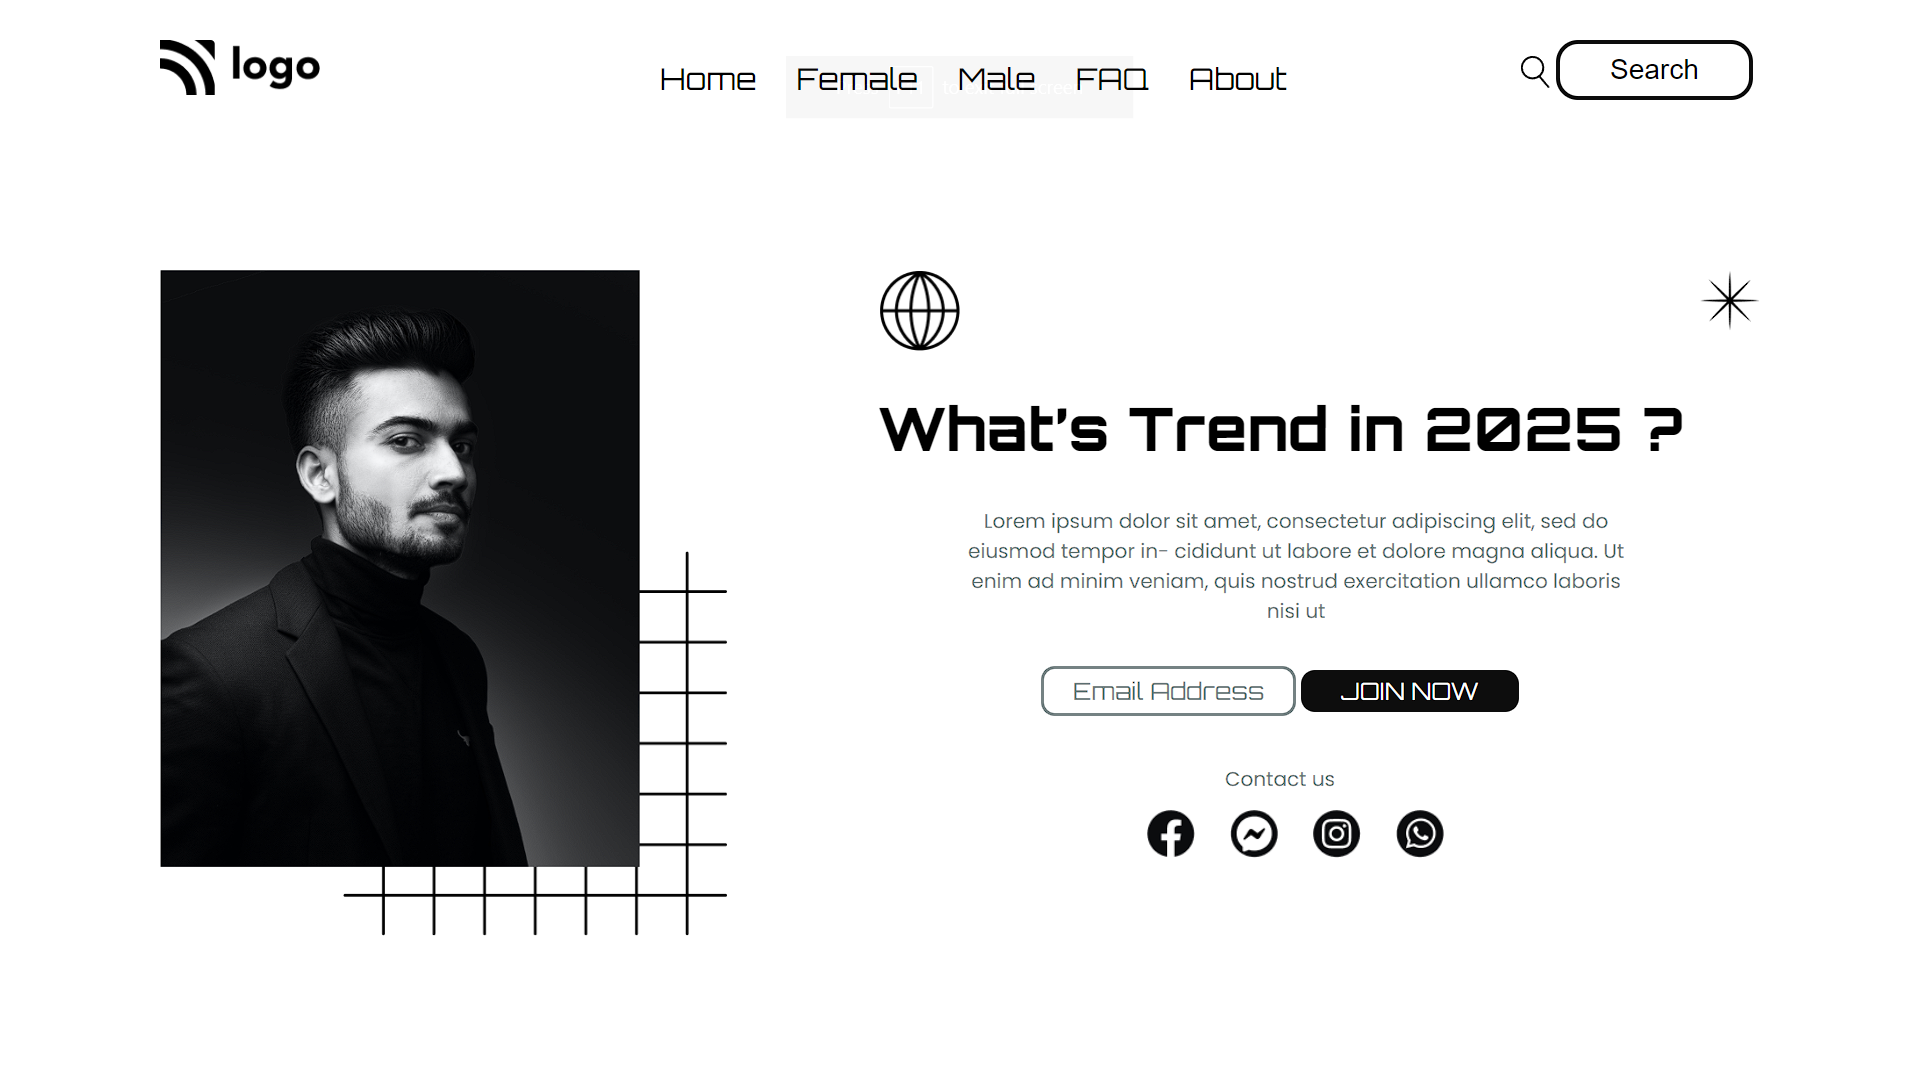 logo
Home Female Male FAQ About
Search
What's Trend in 2025 ?
Lorem ipsum dolor sit amet, consectetur adipiscing elit, sed do
eiusmod tempor in- cididunt ut labore et dolore magna aliqua. Ut
enim ad minim veniam, quis nostrud exercitation ullamco laboris
nisi ut
Email Address JOIN NOW
Contact us